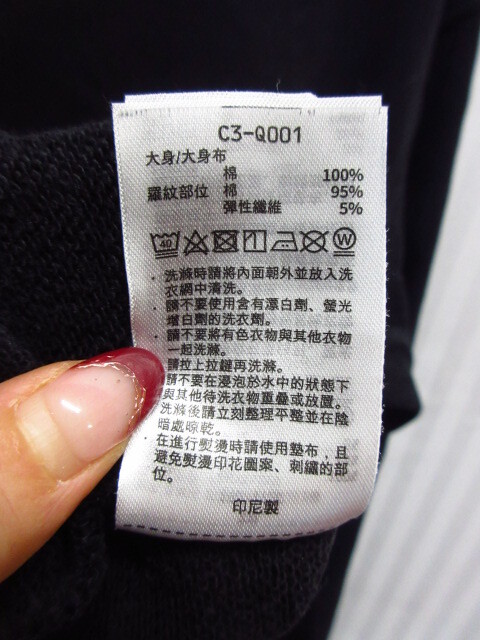 C3-Q001
大身/大身布
棉 100%
羅紋部位 棉 95%
彈性纖維 5%
40 W
．洗滌時請將內面朝外並放入洗
衣網中清洗。
．請不要使用含有漂白劑、螢光
增白劑的洗衣劑。
．請不要將有色衣物與其他衣物
一起洗滌。
請拉上拉鏈再洗滌。
請不要在浸泡於水中的狀態下
與其他待洗衣物重疊或放置。
洗滌後請立刻整理平整並在陰
暗處晾乾。
．在進行熨燙時請使用墊布，且
避免熨燙印花圖案、刺繡的部
位。
印尼製